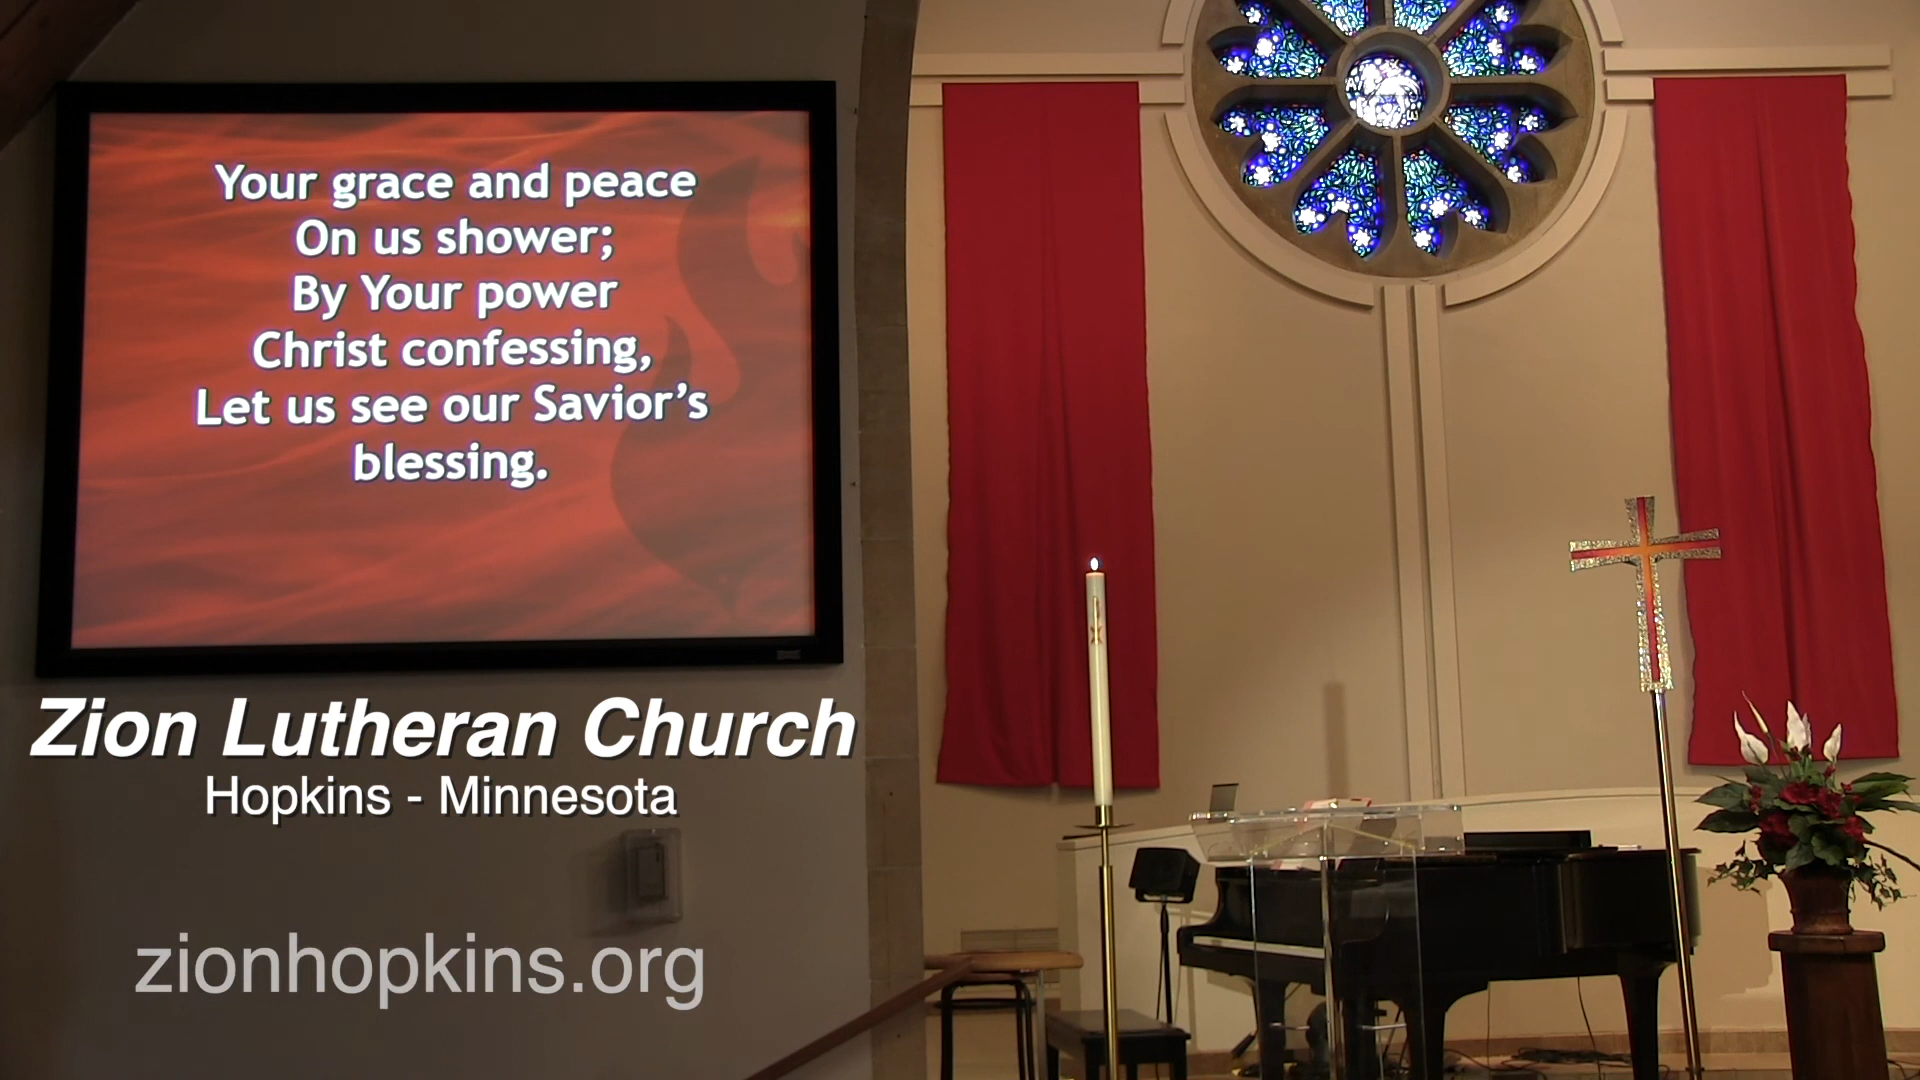 Your grace and peace
On us shower;
By Your power
Christ confessing,
Let us see our Savior's
blessing.
Zion Lutheran Church
Hopkins - Minnesota
zionhopkins.org